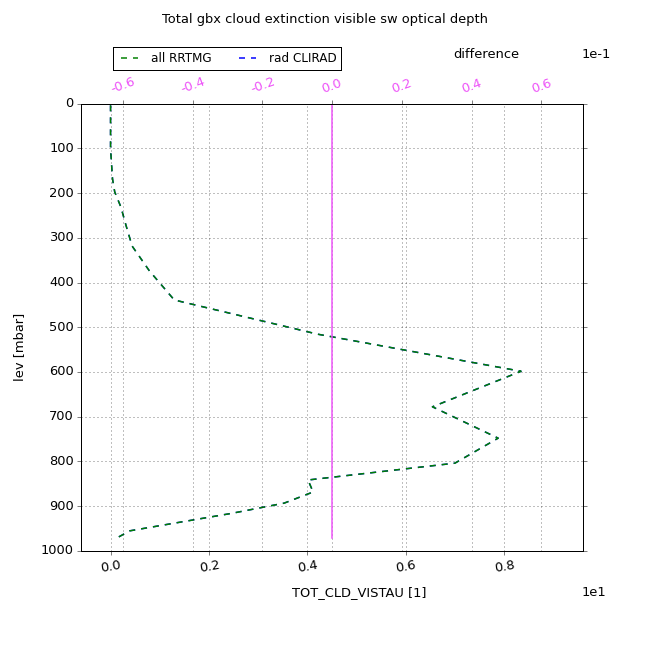 Total gbx cloud extinction visible sw optical depth
all RRTMG rad CLIRAD difference 1e-1
-0.6 -0.4 -0.2 0.0 0.2 0.4 0.6
0
100
200
300
400
500
600
700
800
900
1000
lev [mbar]
0.0 0.2 0.4 0.6 0.8
TOT_CLD_VISTAU [1] 1e1